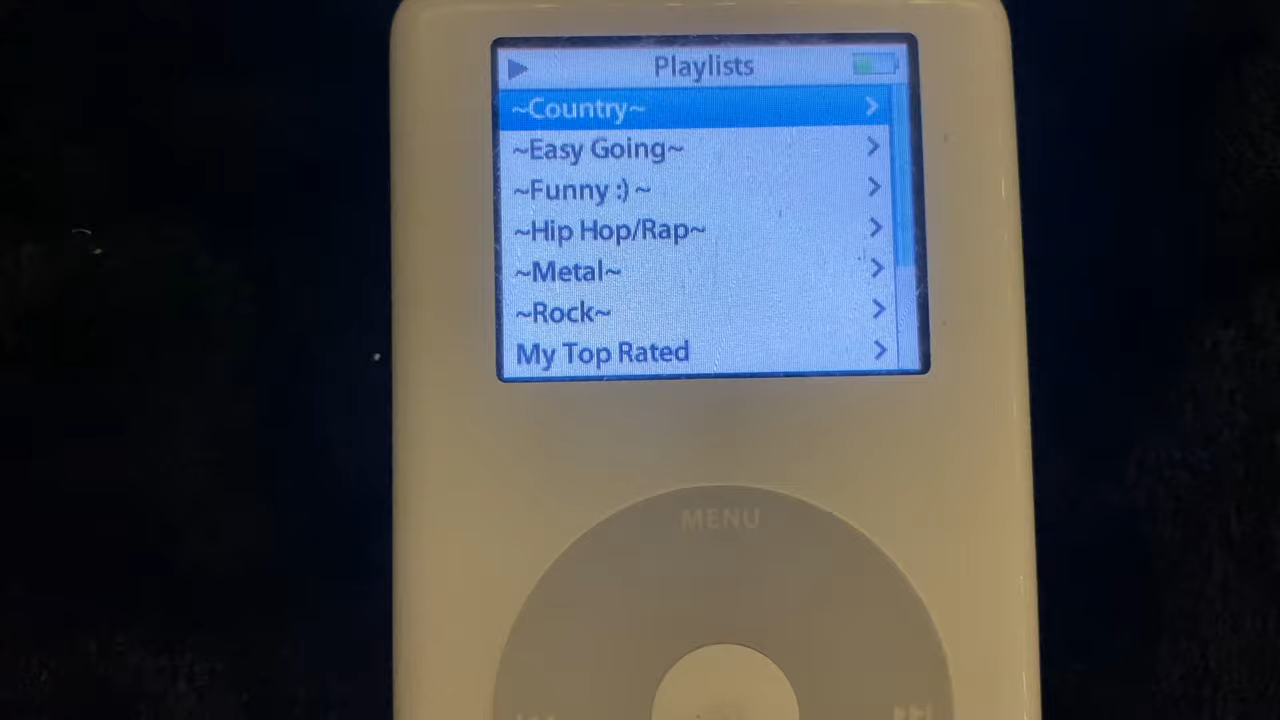 Playlists
~Country~
~Easy Going~
~Funny :) ~
~Hip Hop/Rap~
~Metal~
~Rock~
My Top Rated
MENU